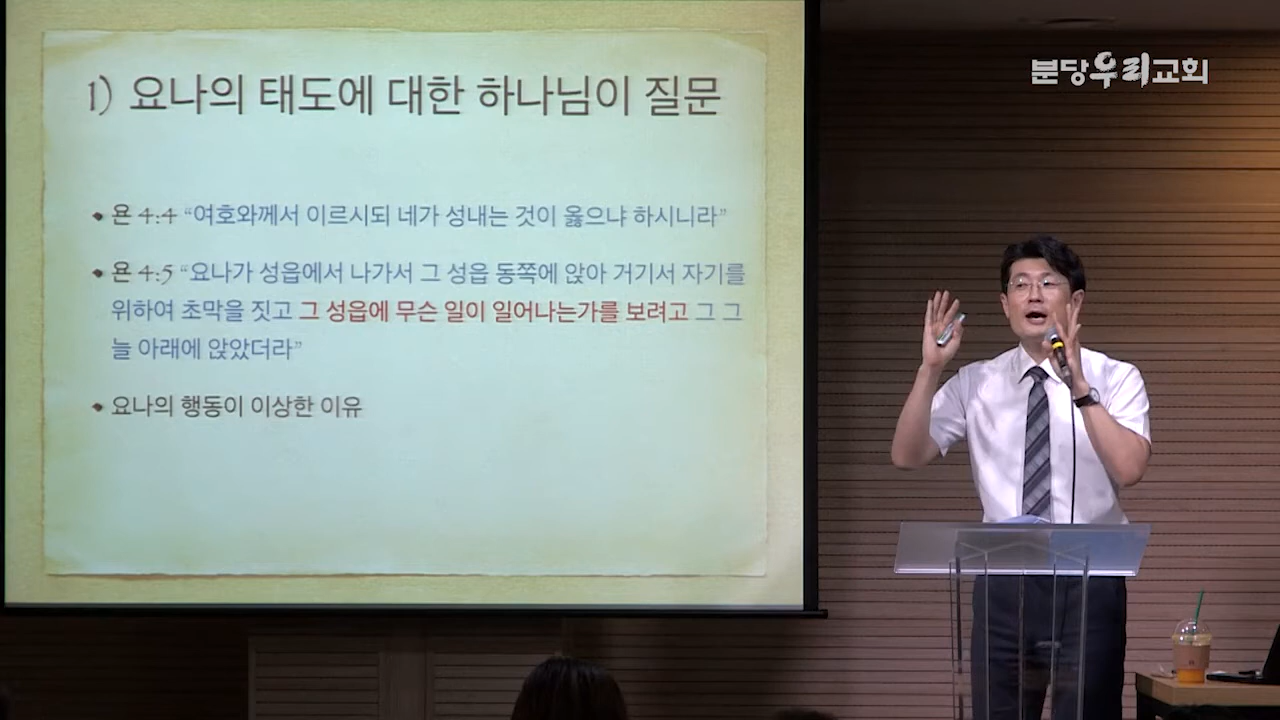 분당우리교회
1) 요나의 태도에 대한 하나님이 질문
• 욘 4:4 “여호와께서 이르시되 네가 성내는 것이 옳으냐 하시니라”
• 욘 4:5 “요나가 성읍에서 나가서 그 성읍 동쪽에 앉아 거기서 자기를
위하여 초막을 짓고 그 성읍에 무슨 일이 일어나는가를 보려고 그 그
늘 아래에 앉았더라”
• 요나의 행동이 이상한 이유